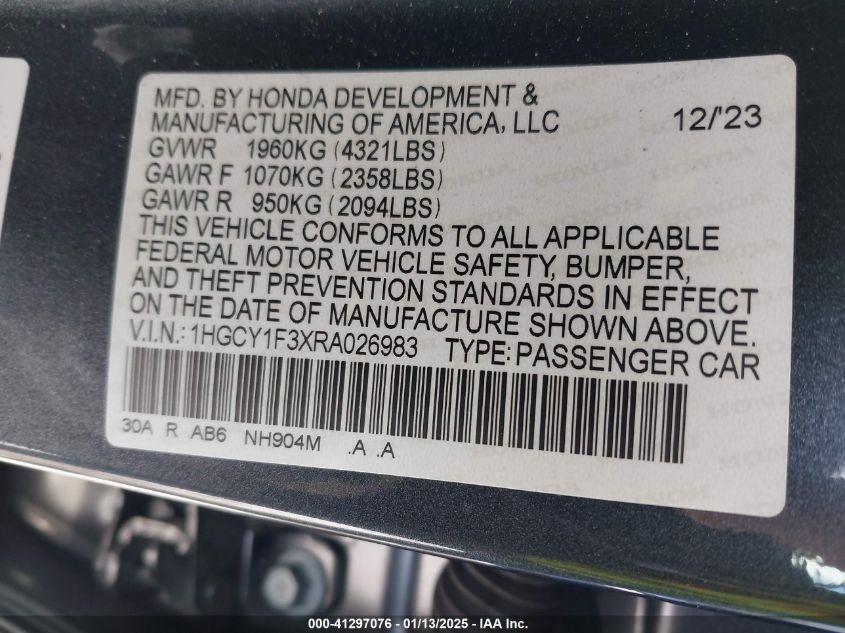 MFD. BY HONDA DEVELOPMENT &
MANUFACTURING OF AMERICA, LLC 12/'23
GVWR 1960KG (4321LBS)
GAWR F 1070KG (2358LBS)
GAWR R 950KG (2094LBS)
THIS VEHICLE CONFORMS TO ALL APPLICABLE
FEDERAL MOTOR VEHICLE SAFETY, BUMPER,
AND THEFT PREVENTION STANDARDS IN EFFECT
ON THE DATE OF MANUFACTURE SHOWN ABOVE.
V.I.N.: 1HGCY1F3XRA026983 TYPE: PASSENGER CAR
30A R AB6 NH904M .A .A
000-41297076 / 01/13/2025 - IAA Inc.